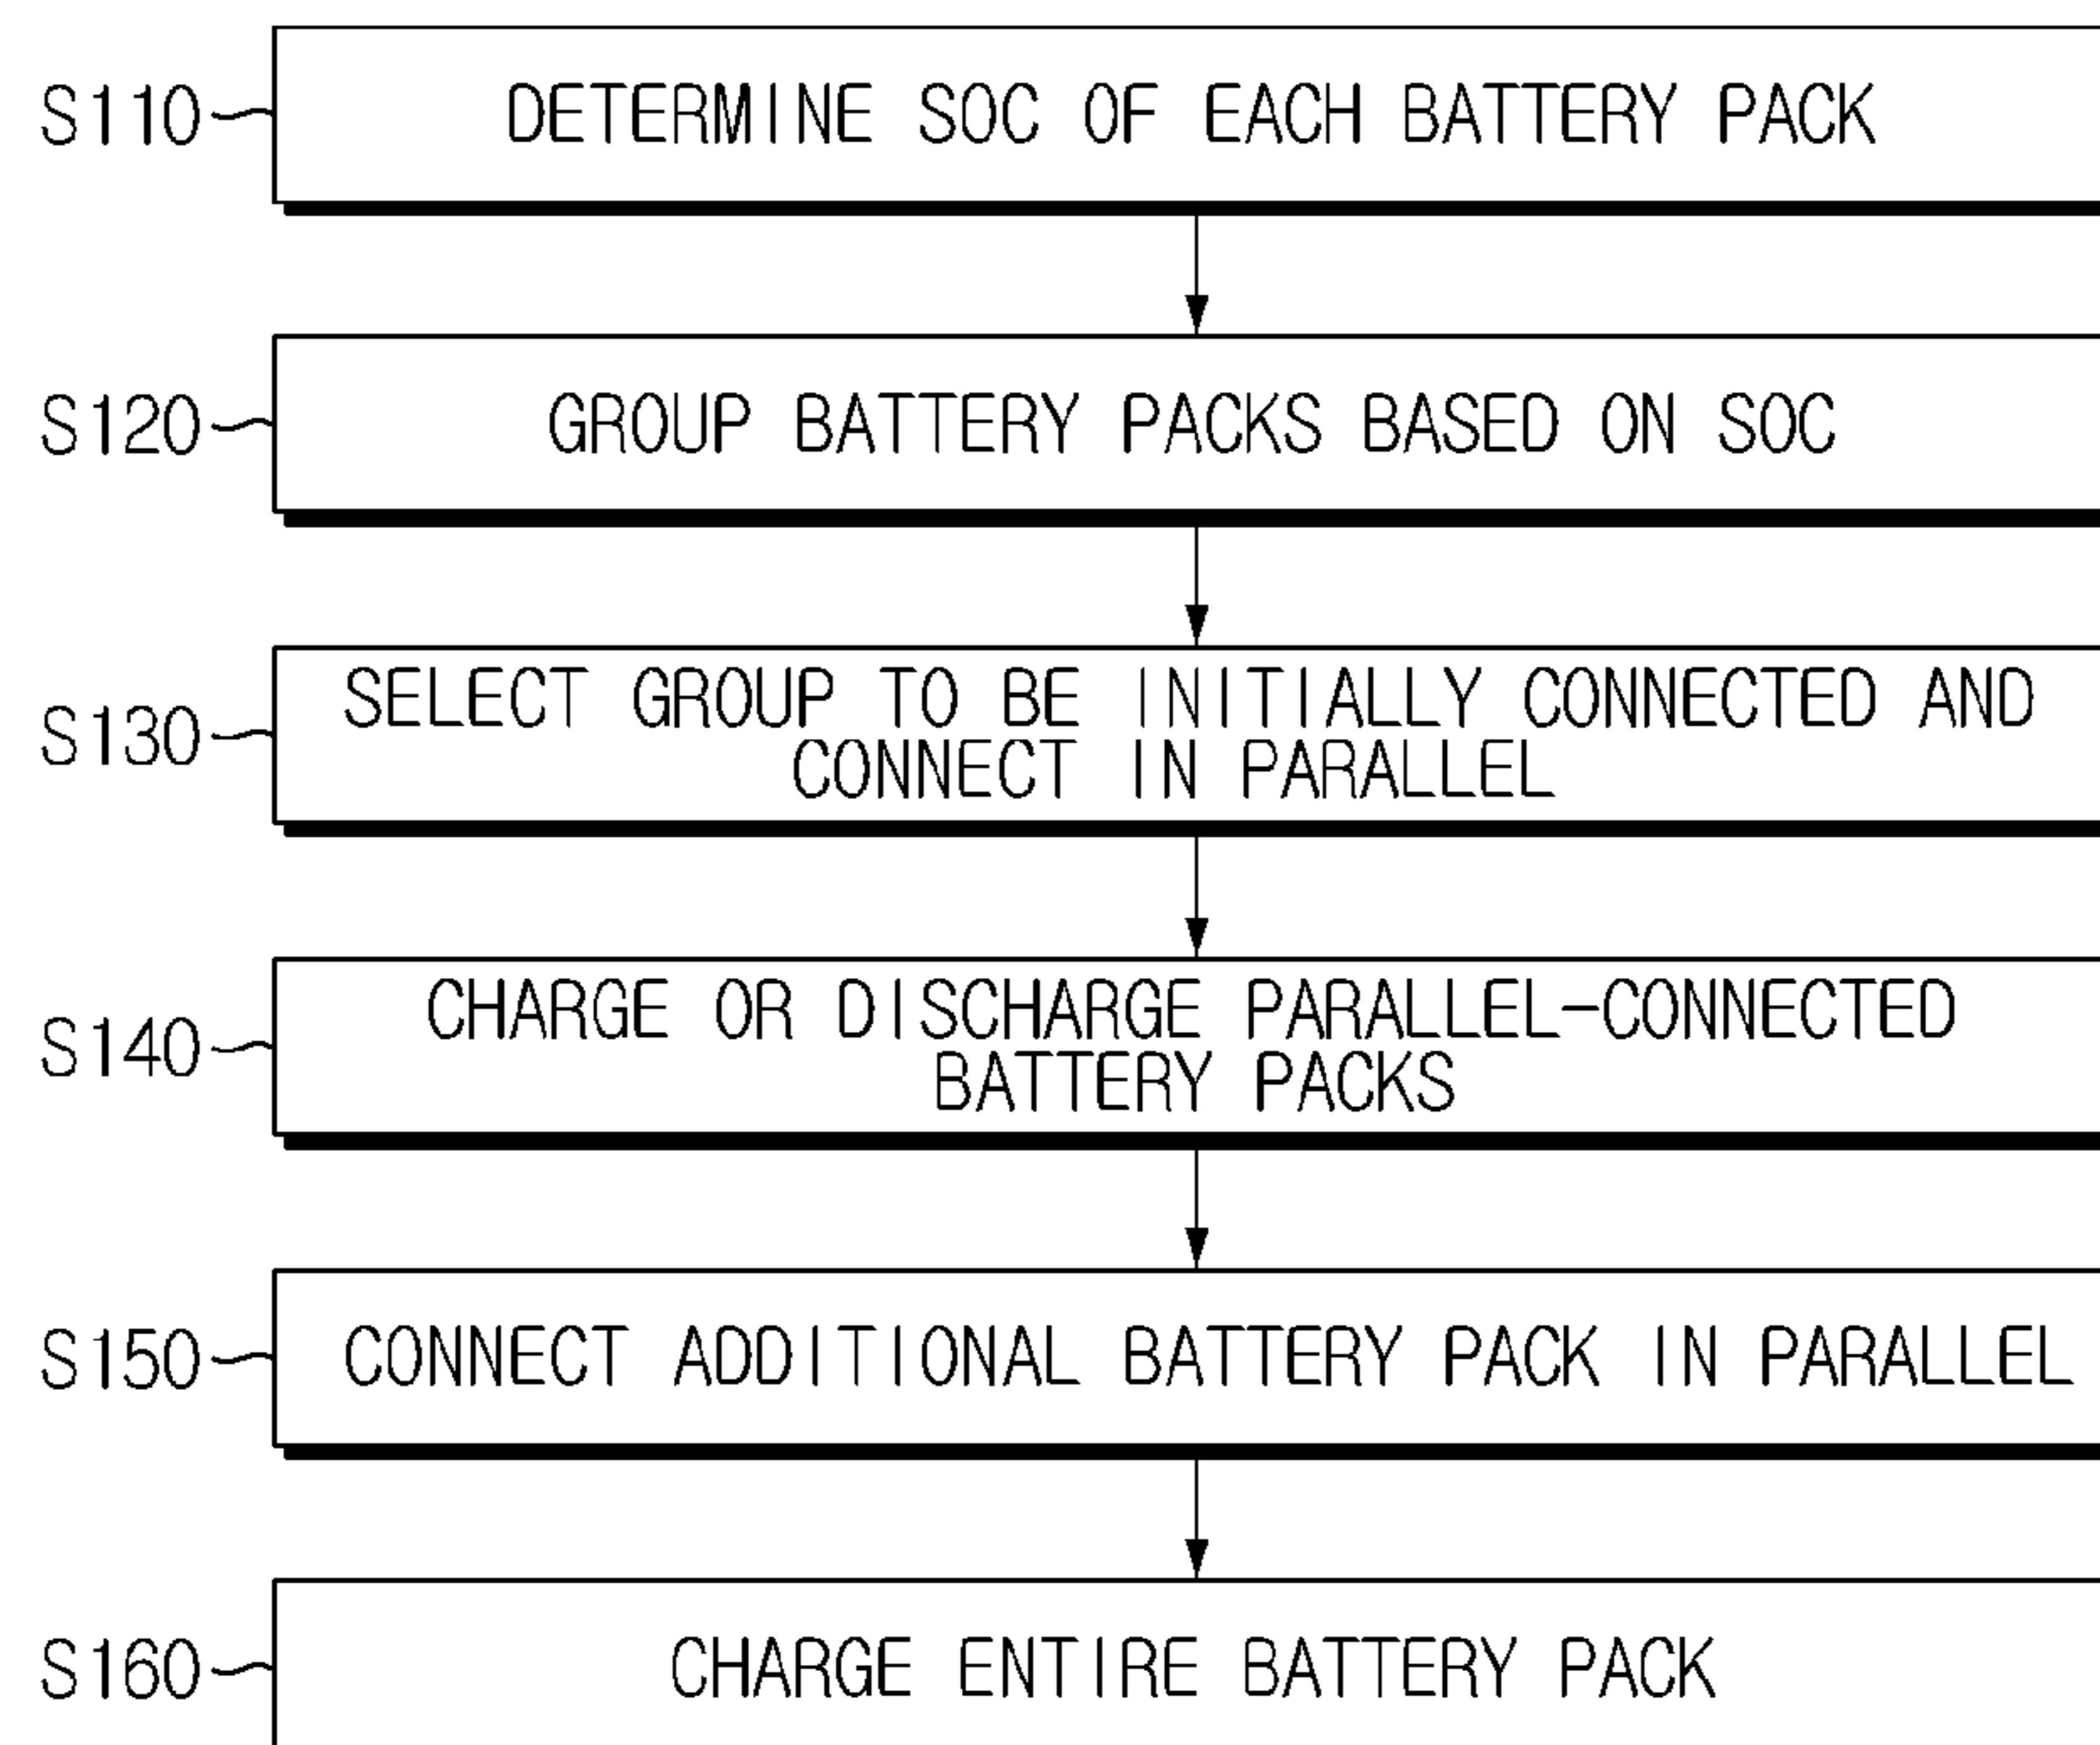 S110 DETERMINE SOC OF EACH BATTERY PACK
S120 GROUP BATTERY PACKS BASED ON SOC
S130 SELECT GROUP TO BE INITIALLY CONNECTED AND
CONNECT IN PARALLEL
S140 CHARGE OR DISCHARGE PARALLEL-CONNECTED
BATTERY PACKS
S150 CONNECT ADDITIONAL BATTERY PACK IN PARALLEL
S160 CHARGE ENTIRE BATTERY PACK